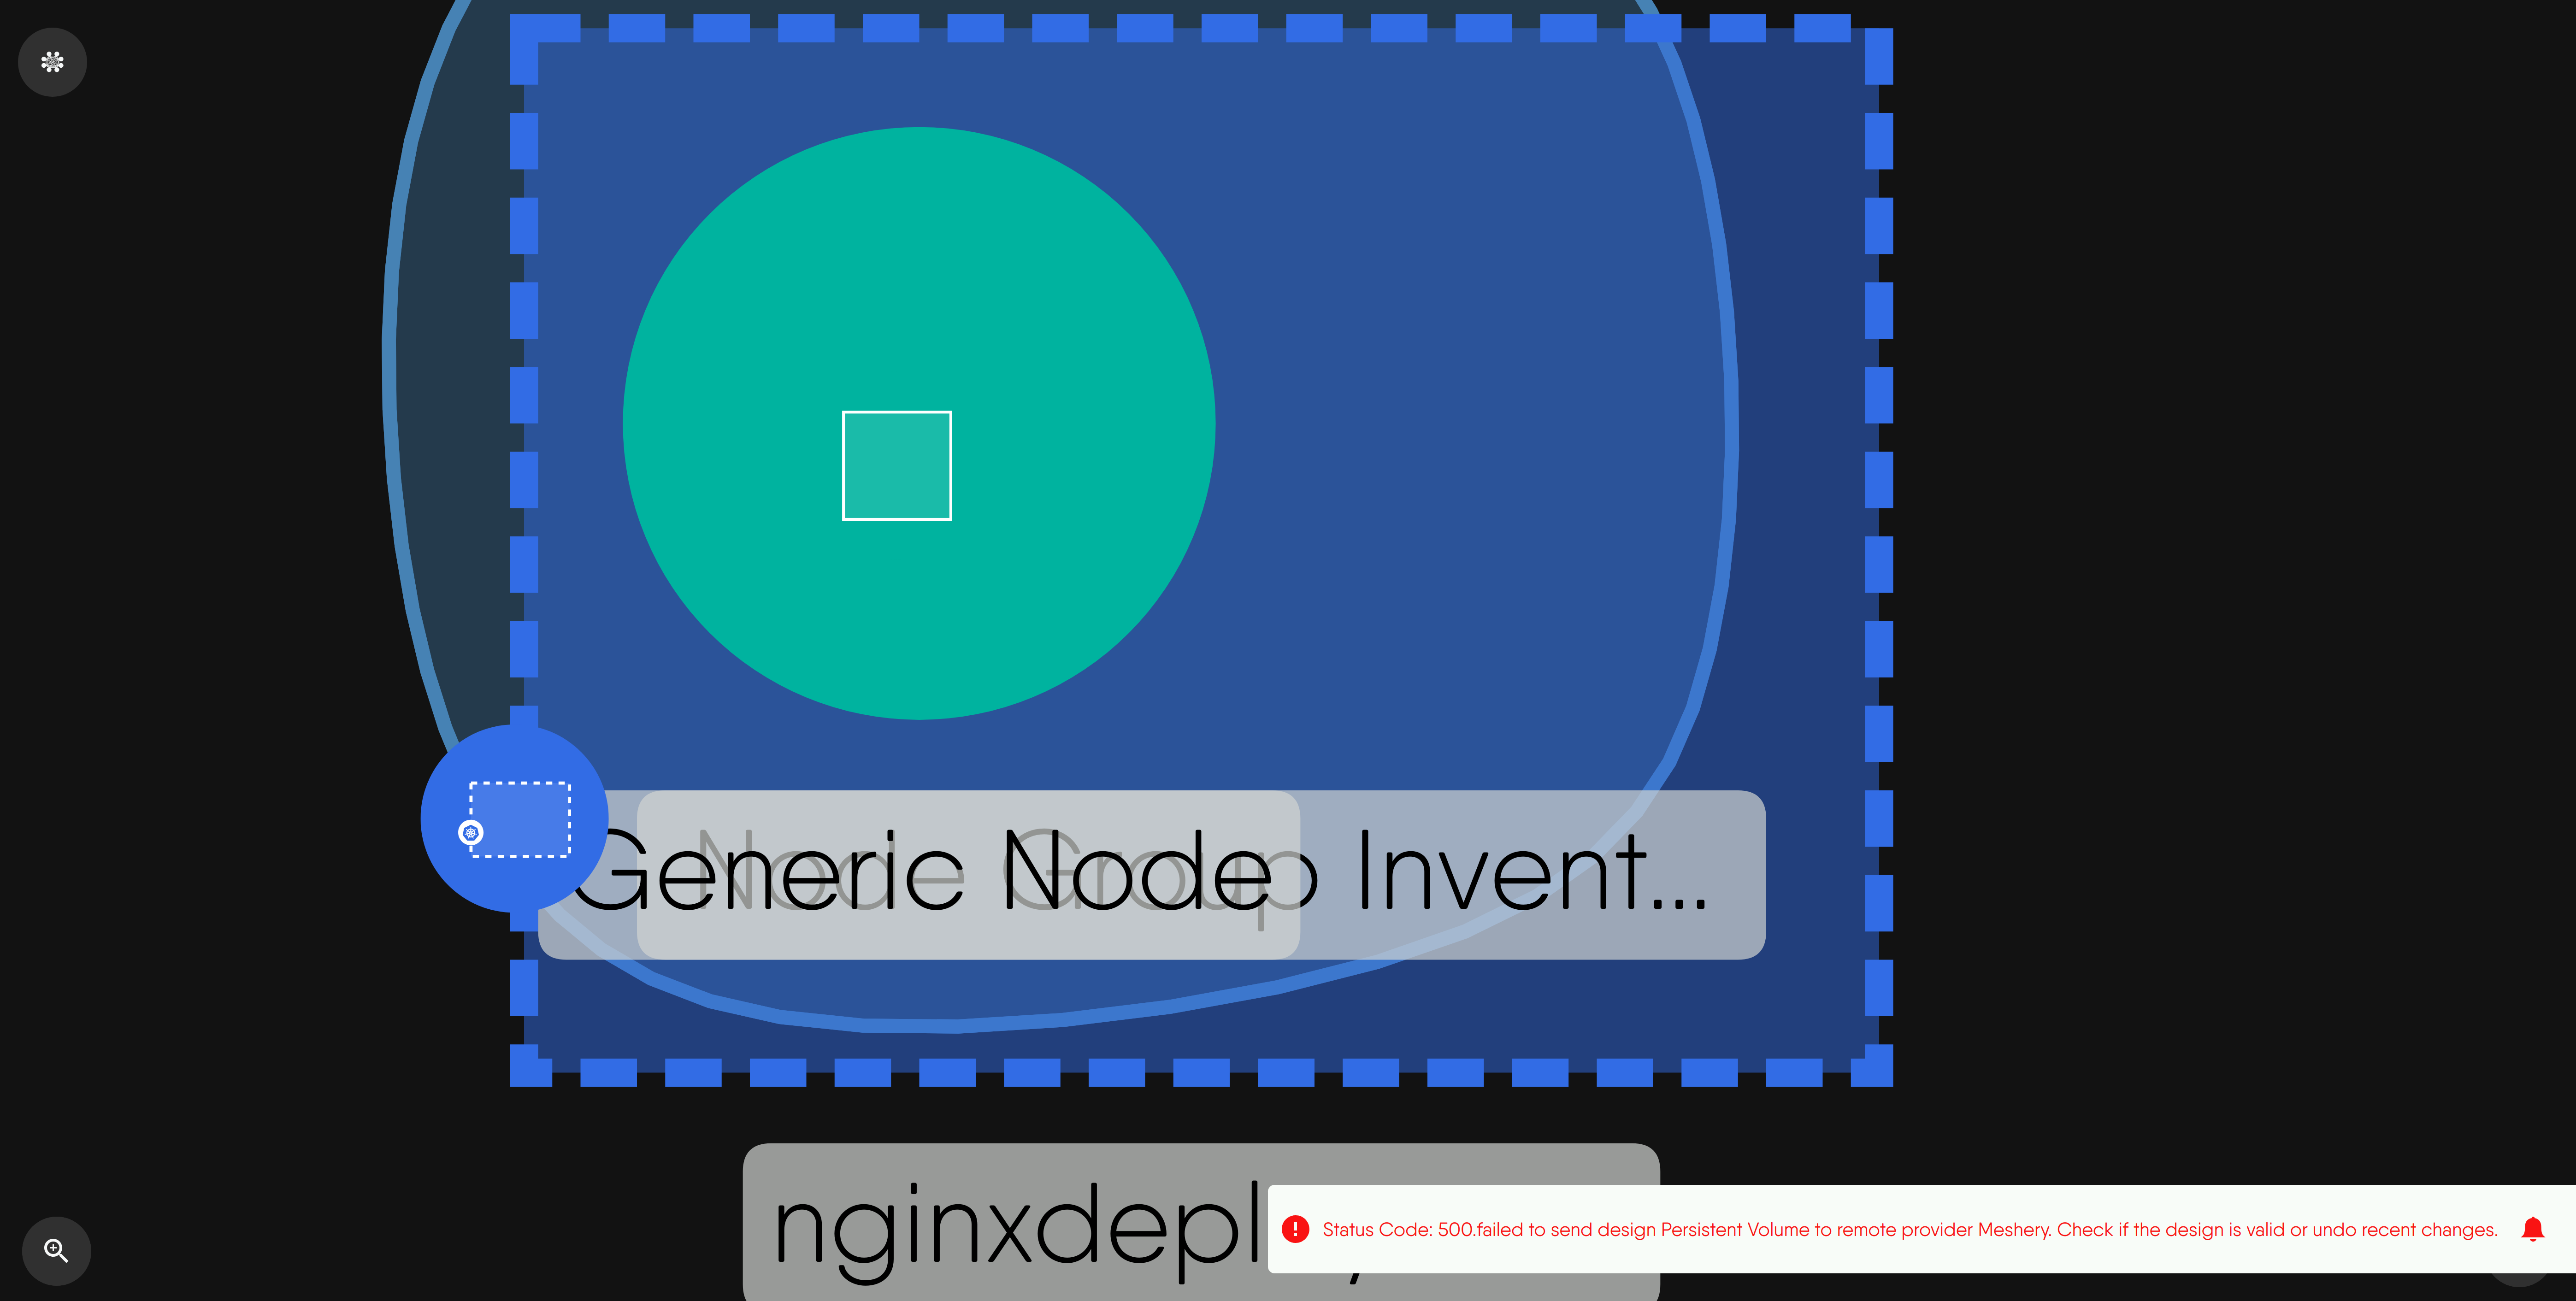 Generic Node Invent...
Node Group
Status Code: 500.failed to send design Persistent Volume to remote provider Meshery. Check if the design is valid or undo recent changes.